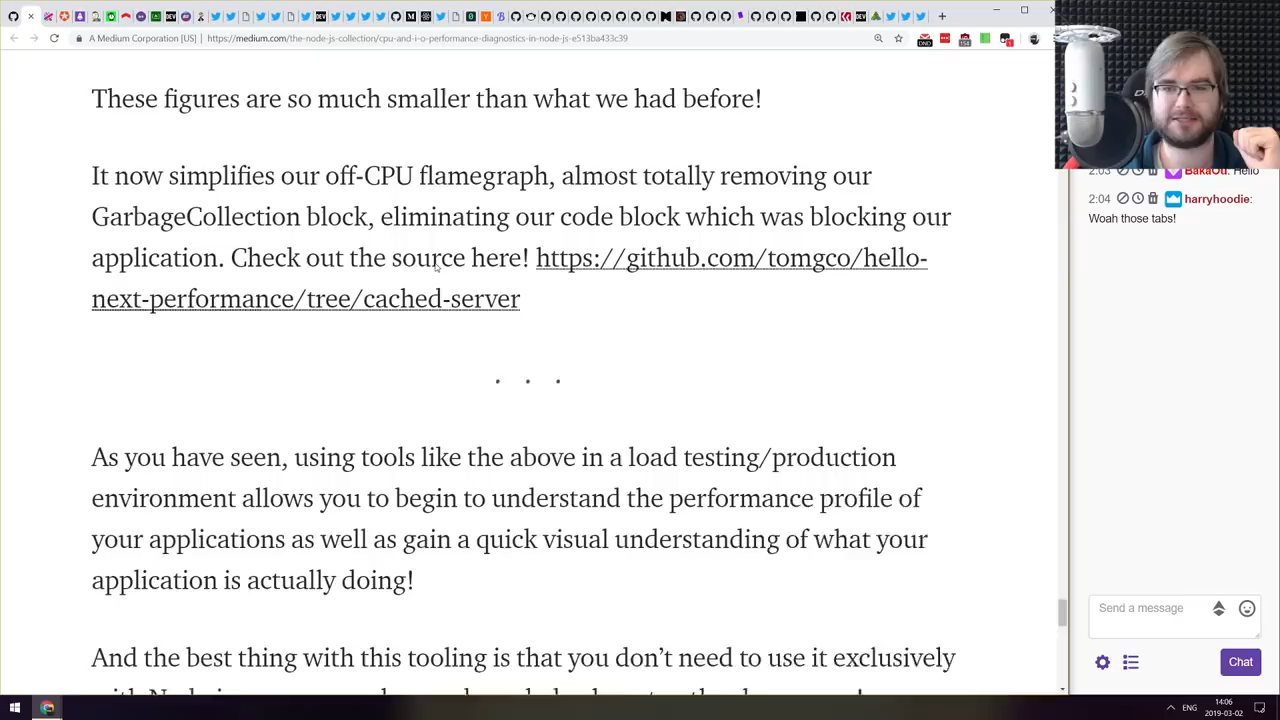 A Medium Corporation [US] | https://medium.com/the-node-js-collection/cpu-and-i-o-performance-diagnostics-in-node-js-e513ba433c39
These figures are so much smaller than what we had before!
It now simplifies our off-CPU flamegraph, almost totally removing our
GarbageCollection block, eliminating our code block which was blocking our
application. Check out the source here! https://github.com/tomgco/hello-
next-performance/tree/cached-server
. . .
As you have seen, using tools like the above in a load testing/production
environment allows you to begin to understand the performance profile of
your applications as well as gain a quick visual understanding of what your
application is actually doing!
And the best thing with this tooling is that you don’t need to use it exclusively
2:03 BakaOu: Hello
2:04 harryhoodie:
Woah those tabs!
Send a message
Chat
ENG
14:06
2019-03-02